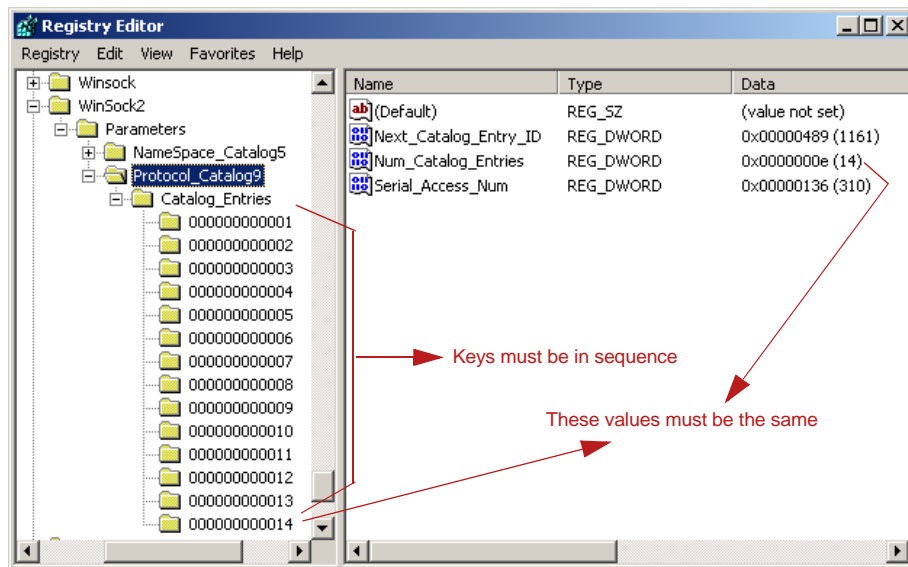 Registry Editor
Registry Edit View Favorites Help
Winsock
WinSock2
Parameters
NameSpace_Catalog5
Protocol_Catalog9
Catalog_Entries
000000000001
000000000002
000000000003
000000000004
000000000005
000000000006
000000000007
000000000008
000000000009
000000000010
000000000011
000000000012
000000000013
000000000014
Name Type Data
(Default) REG_SZ (value not set)
Next_Catalog_Entry_ID REG_DWORD 0x00000489 (1161)
Num_Catalog_Entries REG_DWORD 0x0000000e (14)
Serial_Access_Num REG_DWORD 0x00000136 (310)
Keys must be in sequence
These values must be the same